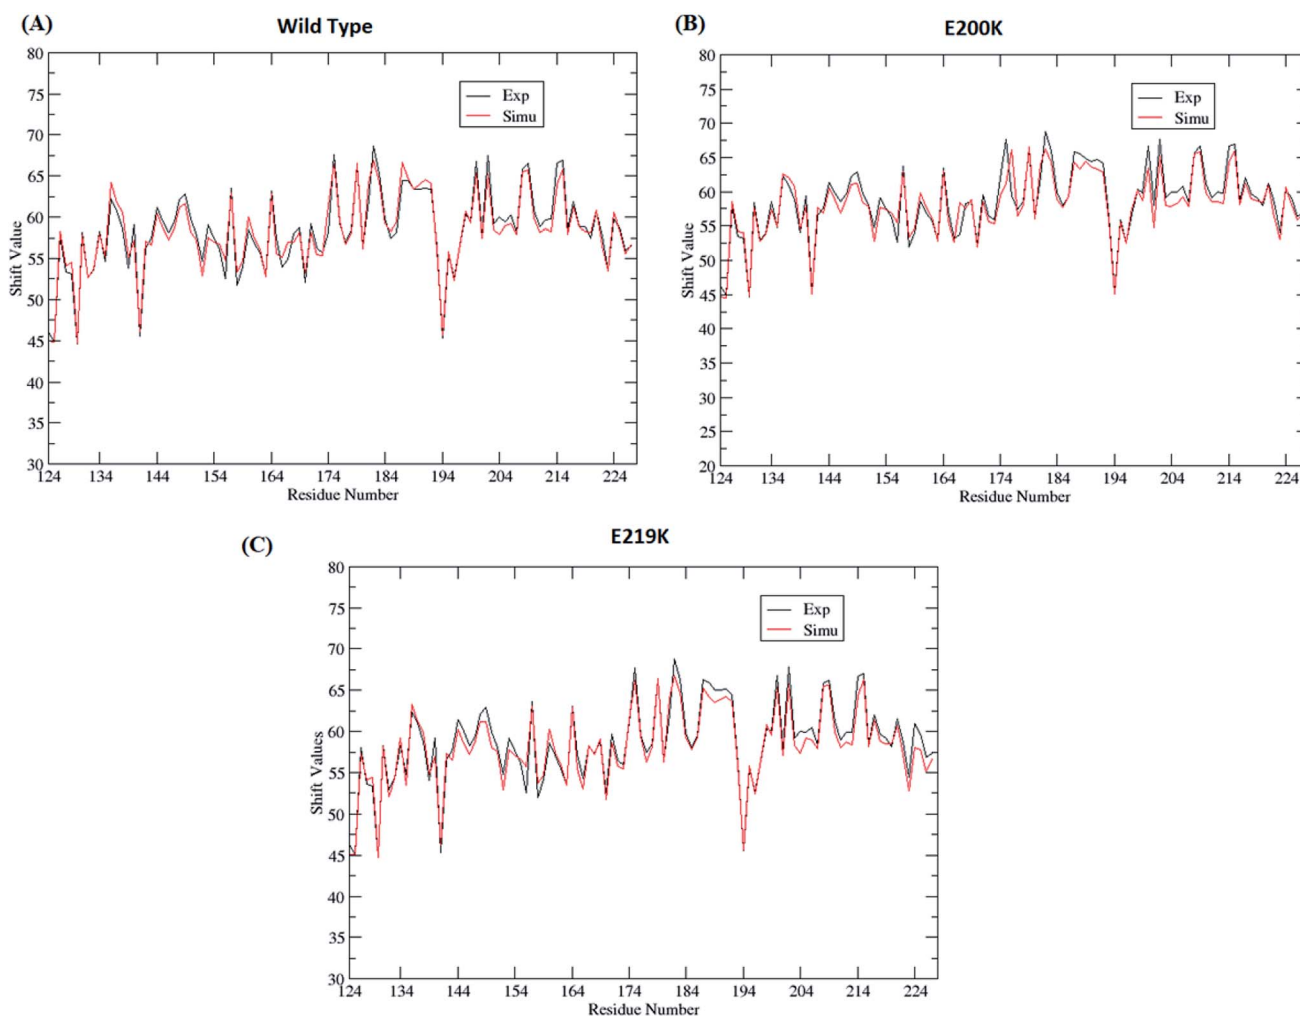 (A)
Wild Type
80
75
70
65
60
55
50
45
40
35
30
Shift Value
Exp
Simu
124 134 144 154 164 174 184 194 204 214 224
Residue Number
(B)
E200K
80
75
70
65
60
55
50
45
40
35
30
25
20
Shift Value
Exp
Simu
124 134 144 154 164 174 184 194 204 214 224
Residue Number
(C)
E219K
80
75
70
65
60
55
50
45
40
35
30
Shift Values
Exp
Simu
124 134 144 154 164 174 184 194 204 214 224
Residue Number